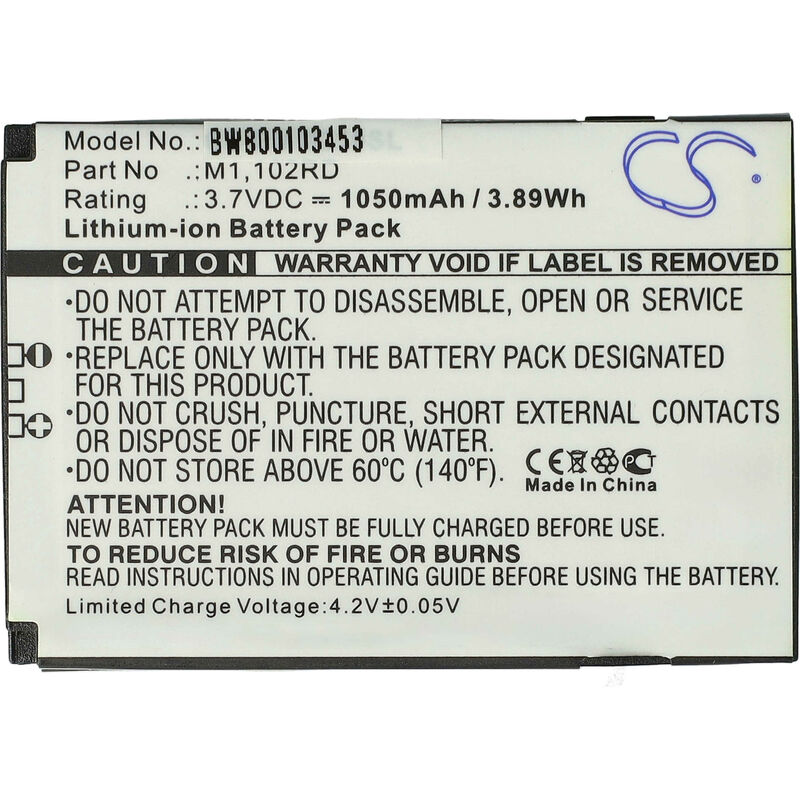 Model No.: BW800103453 SL
Part No .: M1,102RD
Rating .: 3.7VDC ⎓ 1050mAh / 3.89Wh
Lithium-ion Battery Pack
CS
CAUTION WARRANTY VOID IF LABEL IS REMOVED
•DO NOT ATTEMPT TO DISASSEMBLE, OPEN OR SERVICE
THE BATTERY PACK.
•REPLACE ONLY WITH THE BATTERY PACK DESIGNATED
FOR THIS PRODUCT.
•DO NOT CRUSH, PUNCTURE, SHORT EXTERNAL CONTACTS
OR DISPOSE OF IN FIRE OR WATER.
•DO NOT STORE ABOVE 60°C (140°F).
CE PCT
Made In China
ATTENTION!
NEW BATTERY PACK MUST BE FULLY CHARGED BEFORE USE.
TO REDUCE RISK OF FIRE OR BURNS
READ INSTRUCTIONS IN OPERATING GUIDE BEFORE USING THE BATTERY.
Limited Charge Voltage:4.2V±0.05V